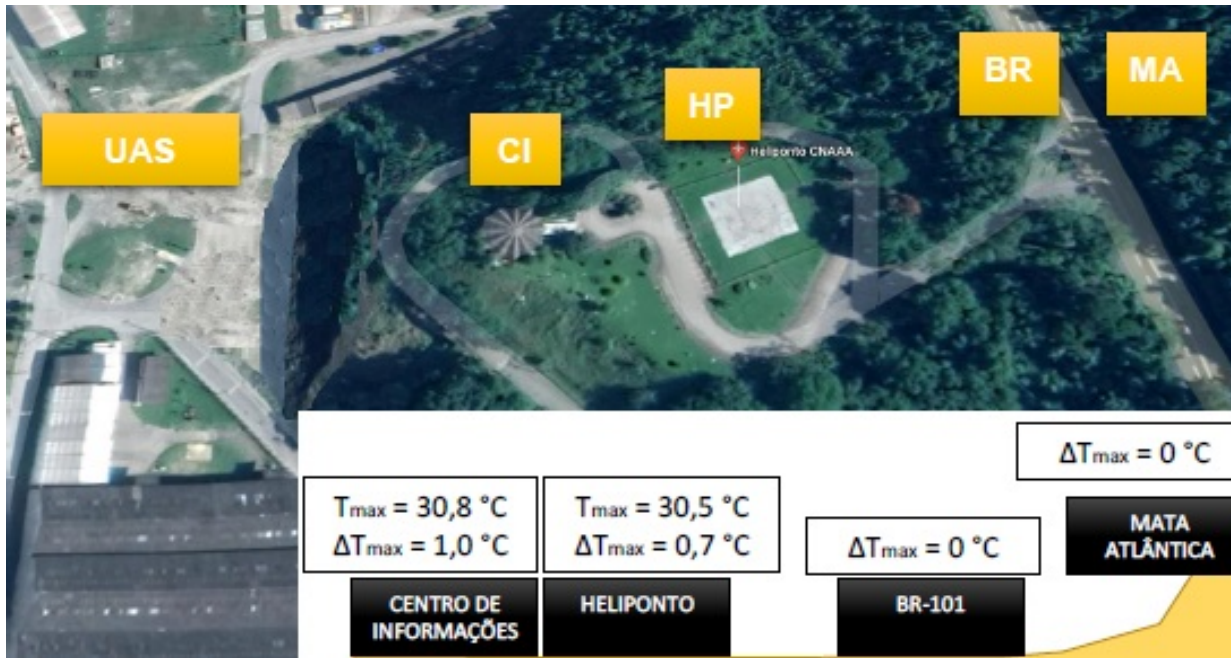 BR
MA
HP
UAS
CI
Heliponto CNAAA
ΔTmax = 0 °C
Tmax = 30,8 °C
ΔTmax = 1,0 °C
Tmax = 30,5 °C
ΔTmax = 0,7 °C
ΔTmax = 0 °C
MATA
ATLÂNTICA
CENTRO DE
INFORMAÇÕES
HELIPONTO
BR-101